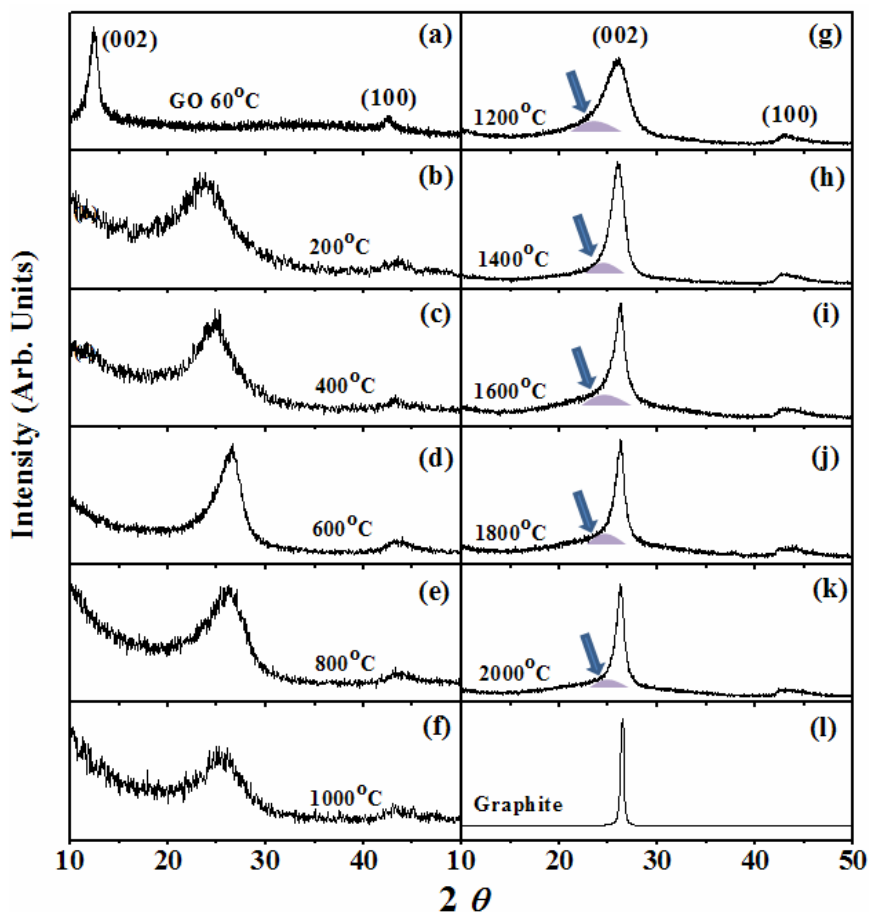 (002)
(a)
GO 60°C
(100)
(b)
200°C
(c)
400°C
(d)
600°C
(e)
800°C
(f)
1000°C
(002)
(g)
1200°C
(100)
(h)
1400°C
(i)
1600°C
(j)
1800°C
(k)
2000°C
(l)
Graphite
Intensity (Arb. Units)
10 20 30 40 10 20 30 40 50
2 θ